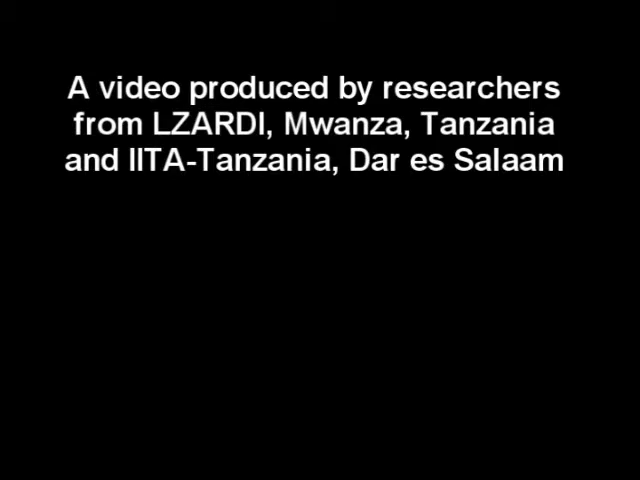 A video produced by researchers
from LZARDI, Mwanza, Tanzania
and IITA-Tanzania, Dar es Salaam